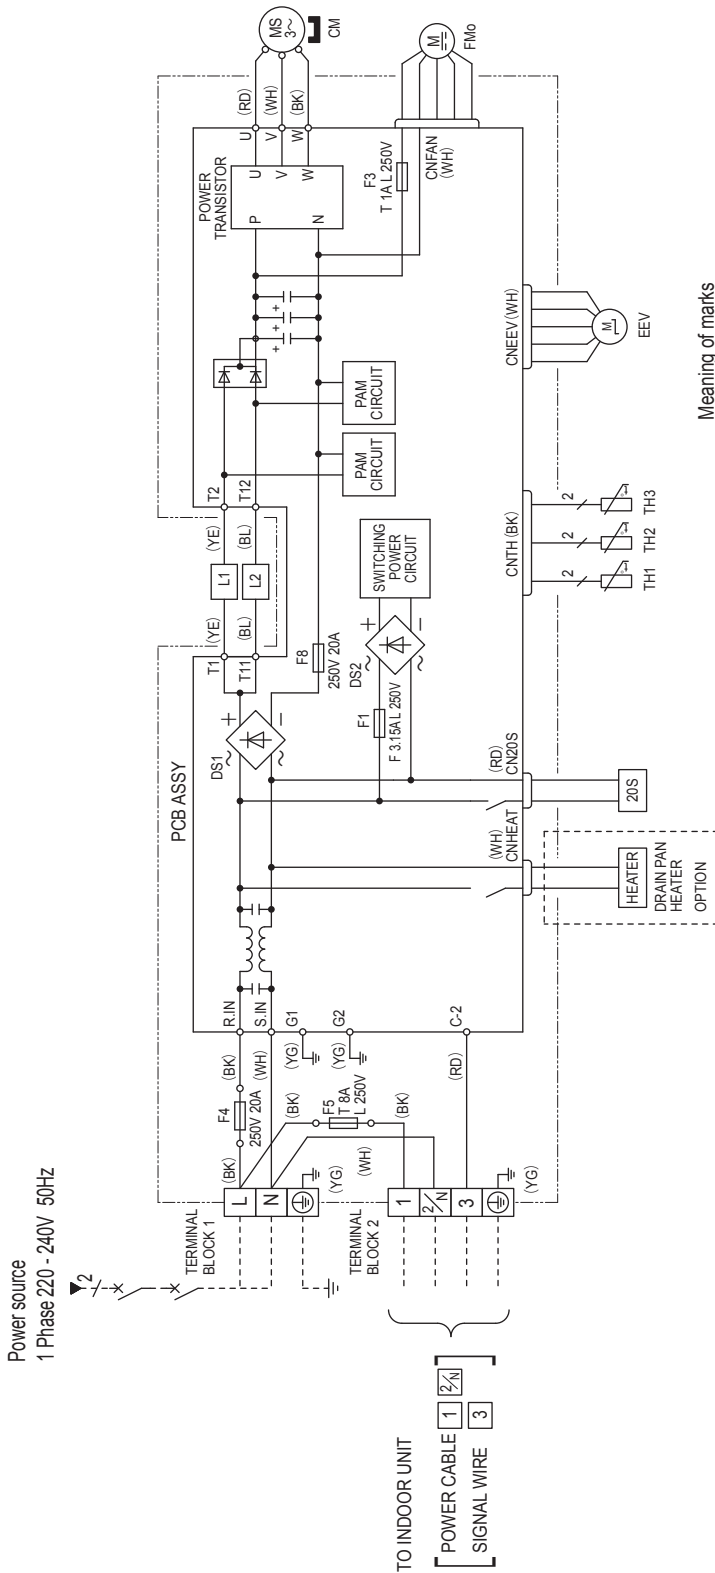 Power source
1 Phase 220 - 240V 50Hz
2
TERMINAL
BLOCK 1
L
N
(BK)
F4
250V 20A
(BK)
(WH)
(YG)
(BK)
F5
T 8A
L 250V
(BK)
(WH)
TERMINAL
BLOCK 2
1
2/N
3
(YG)
TO INDOOR UNIT
POWER CABLE 1 2/N
SIGNAL WIRE 3
PCB ASSY
R.IN
S.IN
G1
(YG)
G2
(YG)
C-2
(RD)
DS1
+
−
~
~
T1
(YE)
L1
(YE)
T2
T11
(BL)
L2
(BL)
T12
F8
250V 20A
F1
F 3.15A L 250V
DS2
+
−
~
~
SWITCHING
POWER
CIRCUIT
PAM
CIRCUIT
PAM
CIRCUIT
+
+
+
POWER
TRANSISTOR
P
N
U
V
W
U
V
W
(RD)
(WH)
(BK)
MS
3~
CM
F3
T 1A L 250V
CNFAN
(WH)
M
FMo
(WH)
CNHEAT
HEATER
DRAIN PAN
HEATER
OPTION
(RD)
CN20S
20S
CNTH (BK)
2
2
2
TH1
TH2
TH3
CNEEV (WH)
M
EEV
Meaning of marks